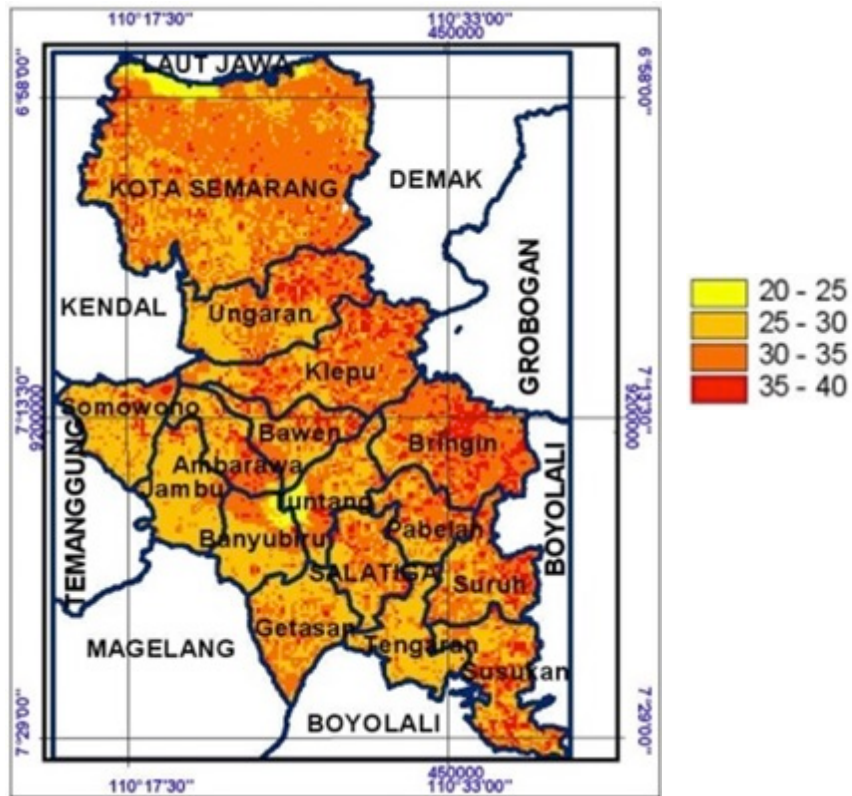 110°17'30"
110°33'00"
450000
6°58'00"
6°58'00"
LAUT JAWA
DEMAK
KOTA SEMARANG
GROBOGAN
KENDAL
Ungaran
20 - 25
25 - 30
30 - 35
35 - 40
Klepu
7°13'30"
9200000
7°13'30"
9200000
Somowono
Bawen
Bringin
Ambarawa
Jambu
Tuntang
TEMANGGUNG
BOYOLALI
Pabelan
Banyubiru
SALATIGA
Suruh
Getasan
Tengaran
MAGELANG
Susukan
BOYOLALI
7°29'00"
7°29'00"
450000
110°17'30"
110°33'00"